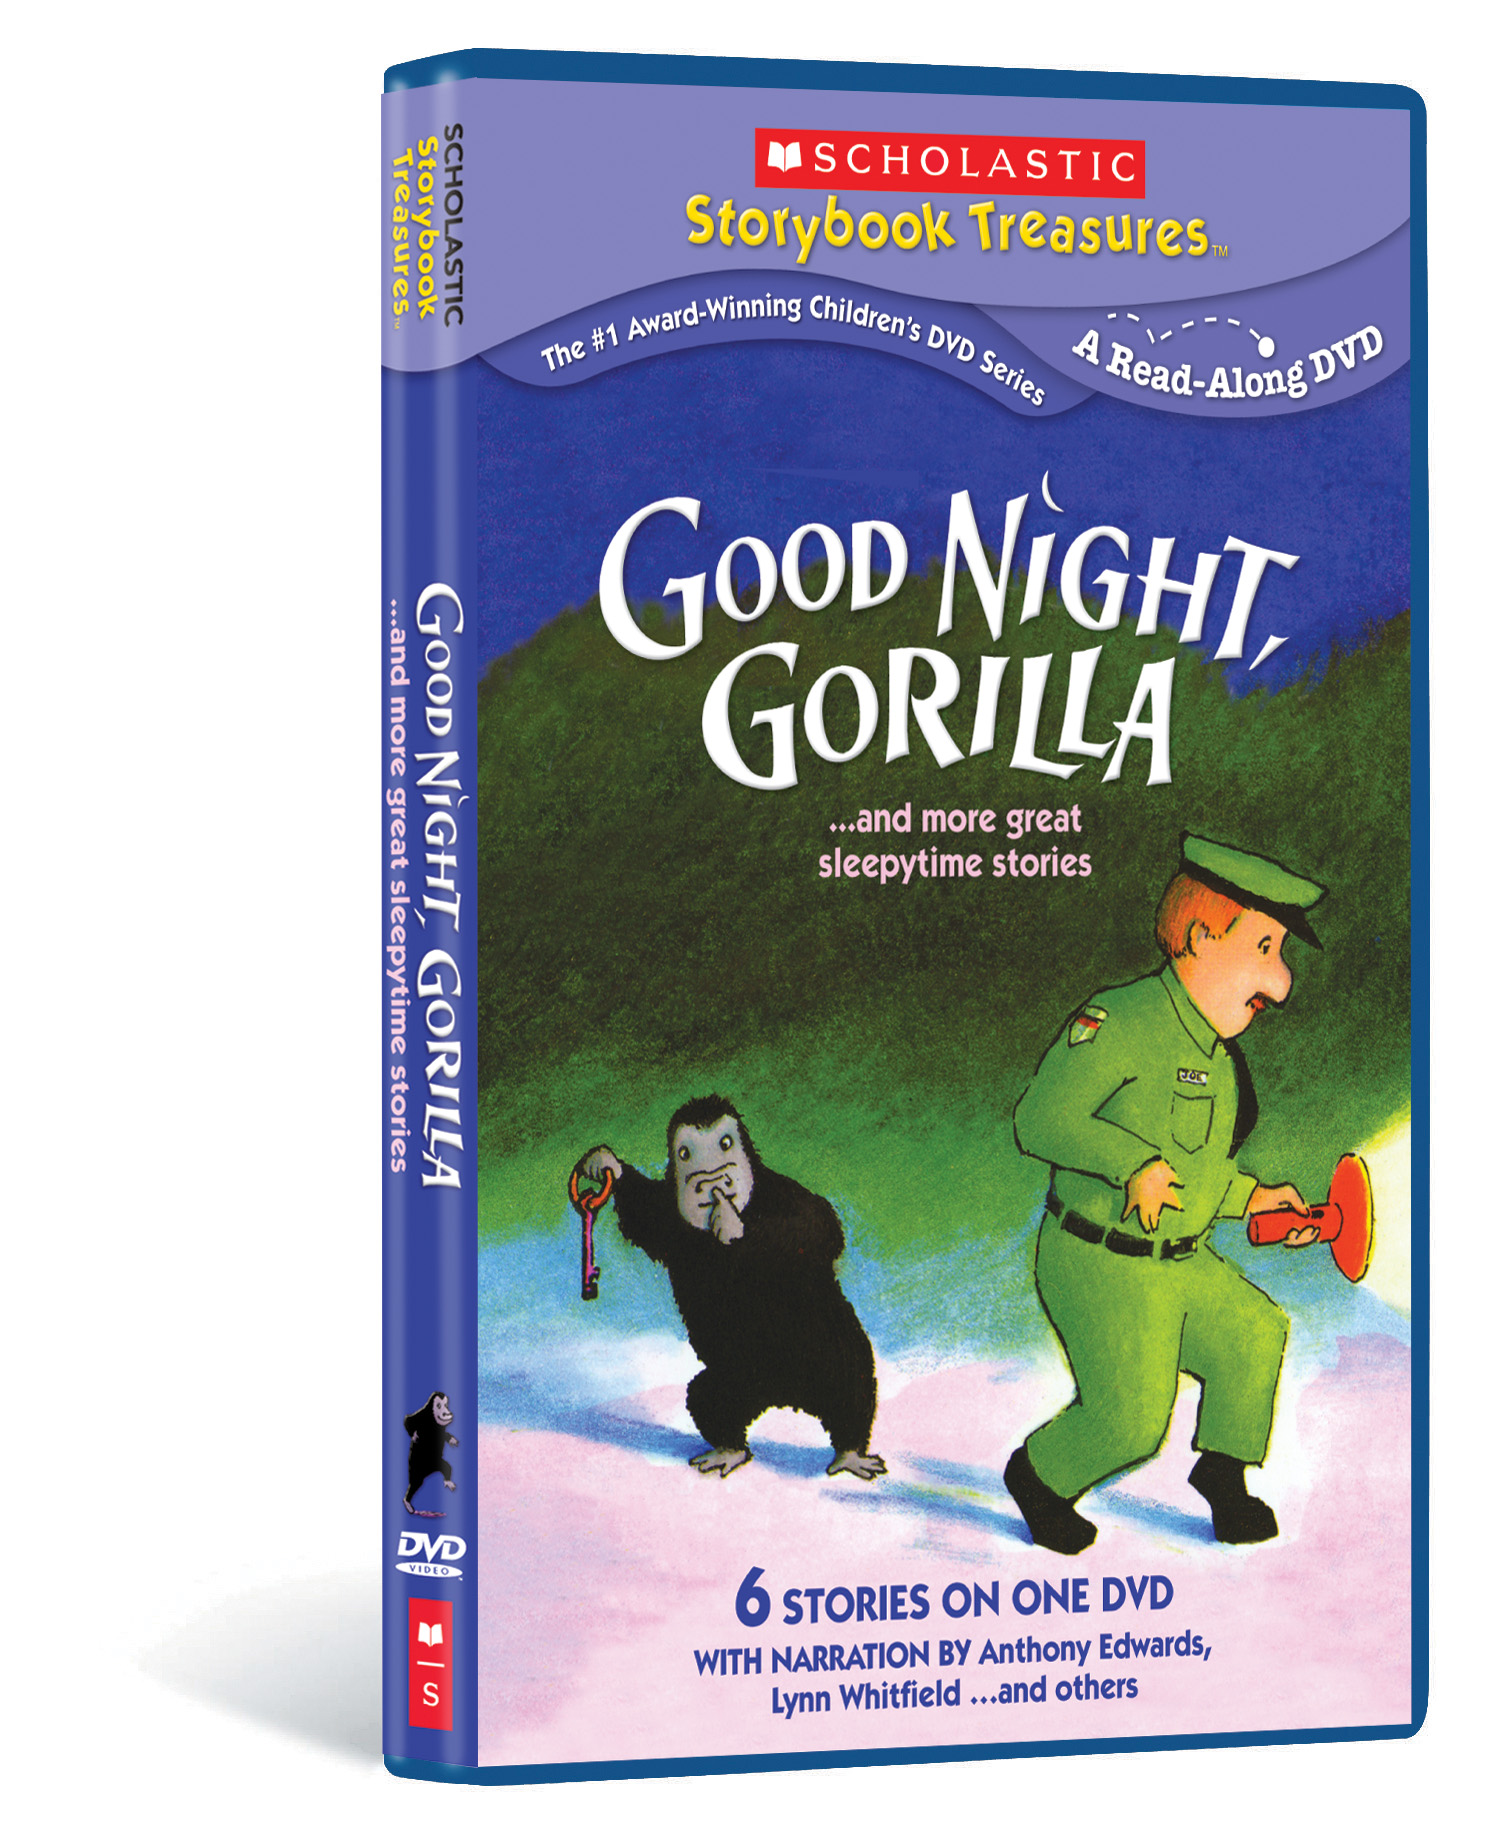 SCHOLASTIC
Storybook Treasures™
The #1 Award-Winning Children's DVD Series
A Read-Along DVD
GOOD NIGHT,
GORILLA
...and more great
sleepytime stories
JOE
6 STORIES ON ONE DVD
WITH NARRATION BY Anthony Edwards,
Lynn Whitfield ...and others
SCHOLASTIC
Storybook
Treasures™
GOOD NIGHT, GORILLA
...and more great sleepytime stories
DVD
VIDEO
S